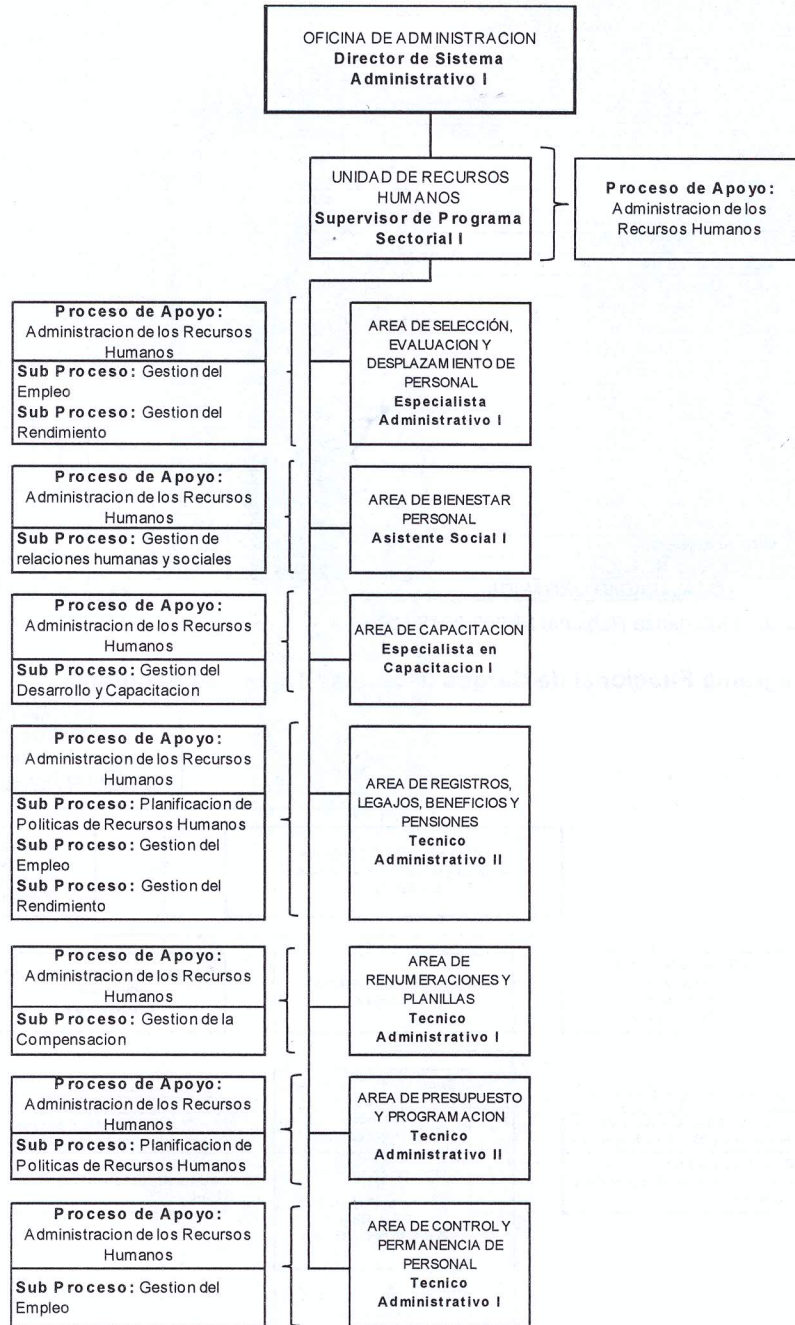 OFICINA DE ADMINISTRACION
Director de Sistema
Administrativo I
UNIDAD DE RECURSOS
HUMANOS
Supervisor de Programa
Sectorial I
Proceso de Apoyo:
Administracion de los
Recursos Humanos
Proceso de Apoyo:
Administracion de los Recursos
Humanos
Sub Proceso: Gestion del
Empleo
Sub Proceso: Gestion del
Rendimiento
AREA DE SELECCIÓN,
EVALUACION Y
DESPLAZAMIENTO DE
PERSONAL
Especialista
Administrativo I
Proceso de Apoyo:
Administracion de los Recursos
Humanos
Sub Proceso: Gestion de
relaciones humanas y sociales
AREA DE BIENESTAR
PERSONAL
Asistente Social I
Proceso de Apoyo:
Administracion de los Recursos
Humanos
Sub Proceso: Gestion del
Desarrollo y Capacitacion
AREA DE CAPACITACION
Especialista en
Capacitacion I
Proceso de Apoyo:
Administracion de los Recursos
Humanos
Sub Proceso: Planificacion de
Politicas de Recursos Humanos
Sub Proceso: Gestion del
Empleo
Sub Proceso: Gestion del
Rendimiento
AREA DE REGISTROS,
LEGAJOS, BENEFICIOS Y
PENSIONES
Tecnico
Administrativo II
Proceso de Apoyo:
Administracion de los Recursos
Humanos
Sub Proceso: Gestion de la
Compensacion
AREA DE
RENUMERACIONES Y
PLANILLAS
Tecnico
Administrativo I
Proceso de Apoyo:
Administracion de los Recursos
Humanos
Sub Proceso: Planificacion de
Politicas de Recursos Humanos
AREA DE PRESUPUESTO
Y PROGRAMACION
Tecnico
Administrativo II
Proceso de Apoyo:
Administracion de los Recursos
Humanos
Sub Proceso: Gestion del
Empleo
AREA DE CONTROL Y
PERMANENCIA DE
PERSONAL
Tecnico
Administrativo I